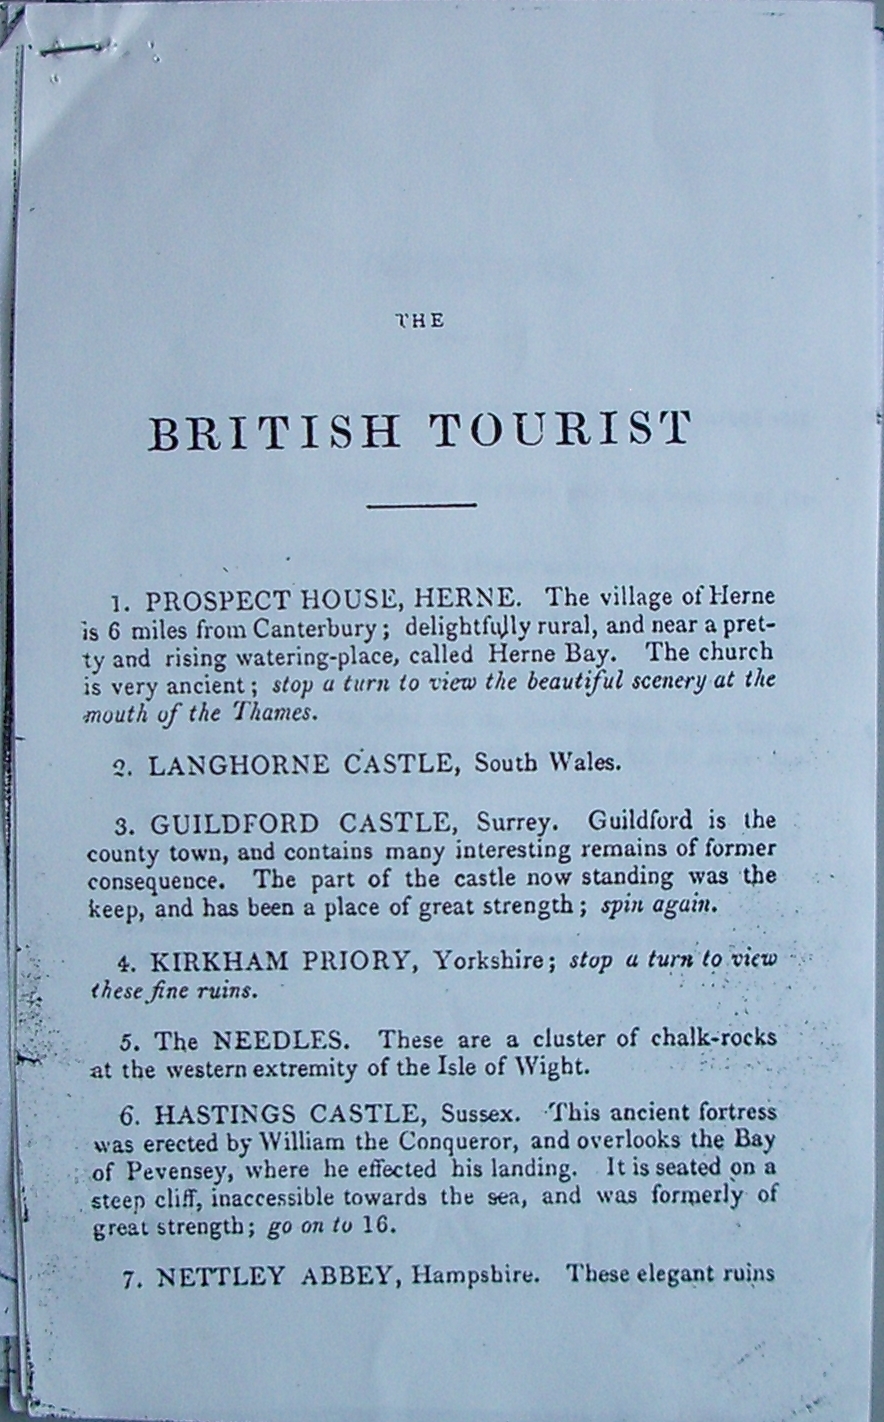 THE
BRITISH TOURIST
1. PROSPECT HOUSE, HERNE. The village of Herne
is 6 miles from Canterbury; delightfully rural, and near a pret-
ty and rising watering-place, called Herne Bay. The church
is very ancient; stop a turn to view the beautiful scenery at the
mouth of the Thames.
2. LANGHORNE CASTLE, South Wales.
3. GUILDFORD CASTLE, Surrey. Guildford is the
county town, and contains many interesting remains of former
consequence. The part of the castle now standing was the
keep, and has been a place of great strength; spin again.
4. KIRKHAM PRIORY, Yorkshire; stop a turn to view
these fine ruins.
5. The NEEDLES. These are a cluster of chalk-rocks
at the western extremity of the Isle of Wight.
6. HASTINGS CASTLE, Sussex. This ancient fortress
was erected by William the Conqueror, and overlooks the Bay
of Pevensey, where he effected his landing. It is seated on a
steep cliff, inaccessible towards the sea, and was formerly of
great strength; go on to 16.
7. NETTLEY ABBEY, Hampshire. These elegant ruins